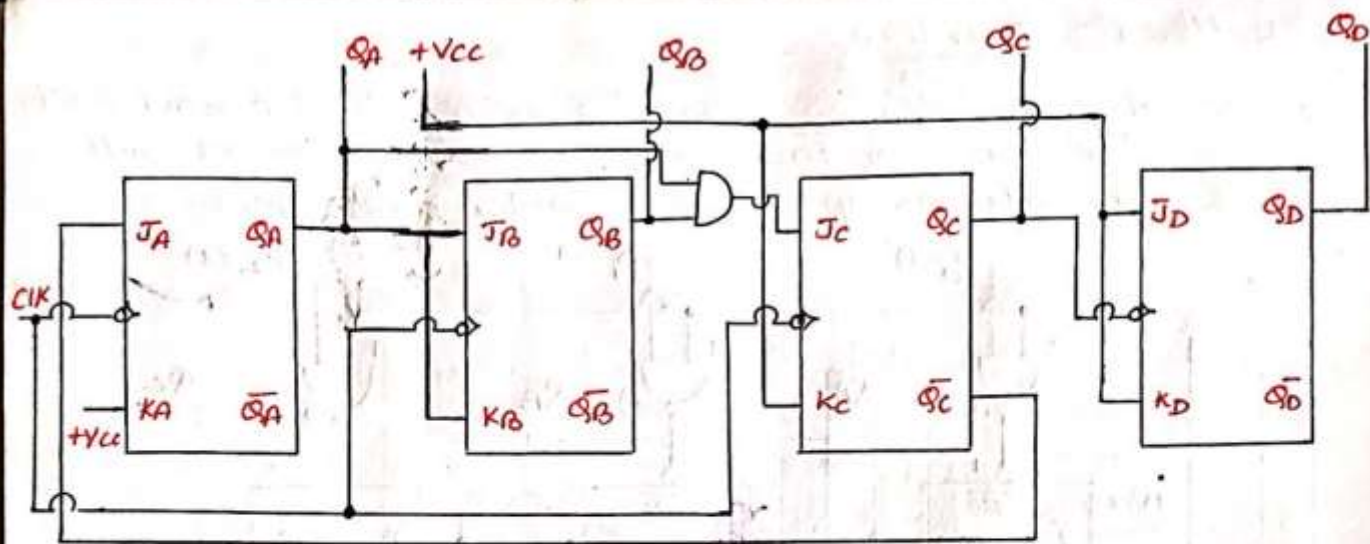 QA +VCC QB QC QD
JA QA JB QB JC QC JD QD
CLK
KA Q̅A̅ KB Q̅B̅ KC Q̅C̅ KD Q̅D̅
+VCC